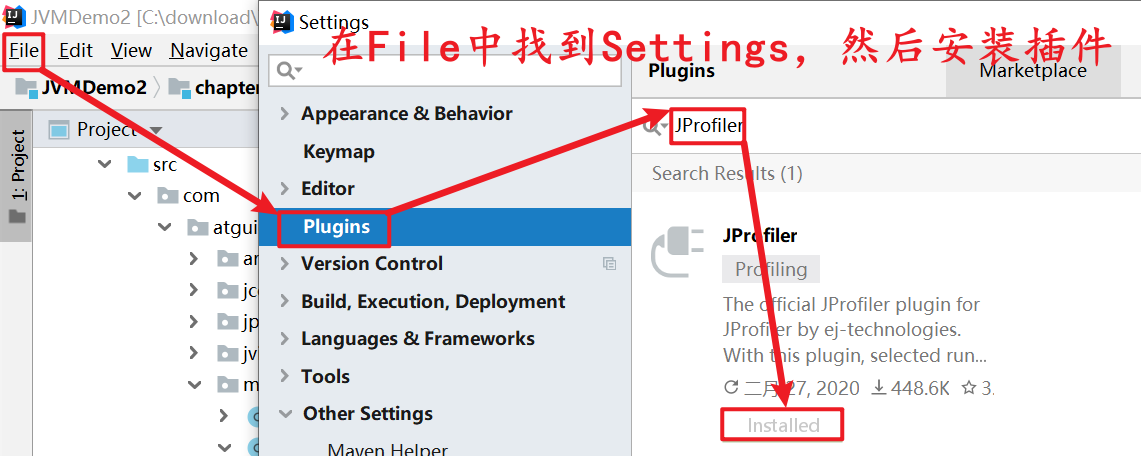 JVMDemo2 [C:\download\
File Edit View Navigate
JVMDemo2 chapter
1: Project
Project
src
com
atgui
ar
jc
jp
jv
m
Settings
在File中找到Settings，然后安装插件
Appearance & Behavior
Keymap
Editor
Plugins
Version Control
Build, Execution, Deployment
Languages & Frameworks
Tools
Other Settings
Maven Helper
Plugins
Marketplace
JProfiler
Search Results (1)
JProfiler
Profiling
The official JProfiler plugin for
JProfiler by ej-technologies.
With this plugin, selected run...
二月 27, 2020 448.6K 3.
Installed